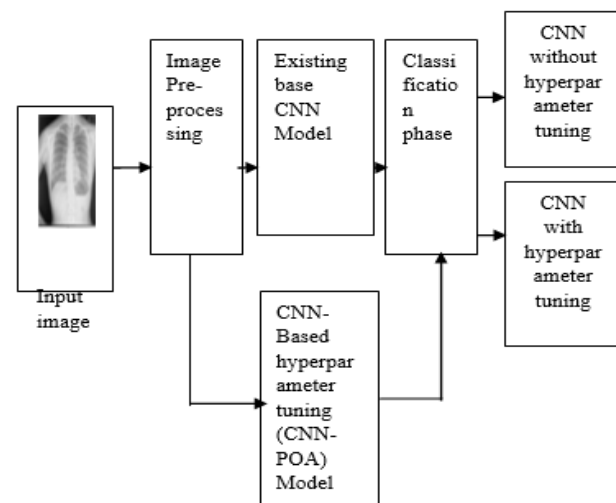 Input
image
Image
Pre-
proces
sing
Existing
base
CNN
Model
Classi
ficatio
n
phase
CNN
without
hyperpar
ameter
tuning
CNN
with
hyperpar
ameter
tuning
CNN-
Based
hyperpar
ameter
tuning
(CNN-
POA)
Model